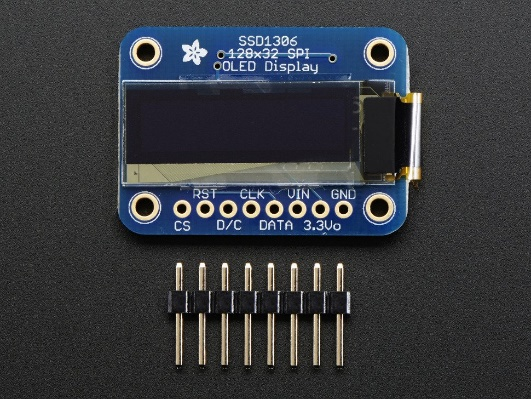 SSD1306
128x32 SPI
OLED Display
RST CLK VIN GND
CS D/C DATA 3.3Vo